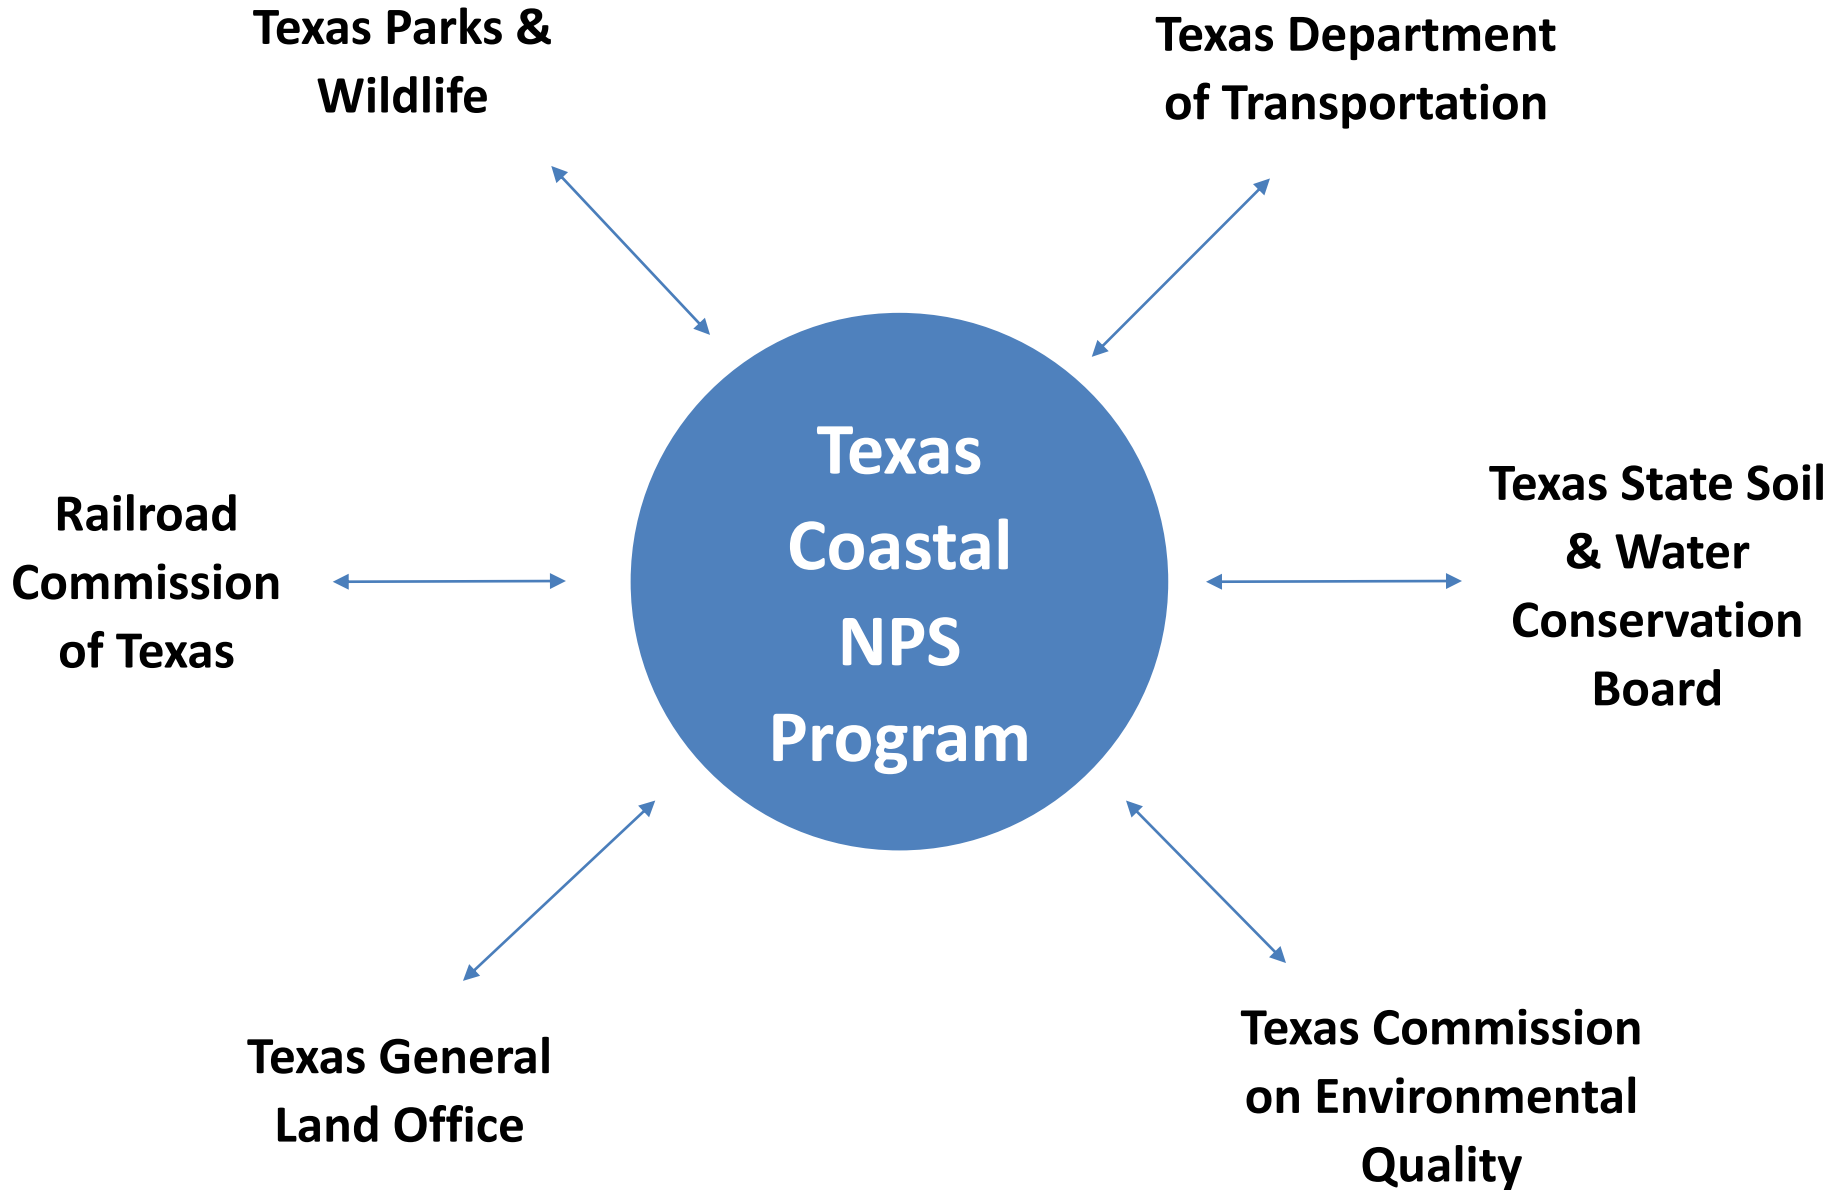 Texas Parks &
Wildlife
Texas Department
of Transportation
Railroad
Commission
of Texas
Texas
Coastal
NPS
Program
Texas State Soil
& Water
Conservation
Board
Texas General
Land Office
Texas Commission
on Environmental
Quality